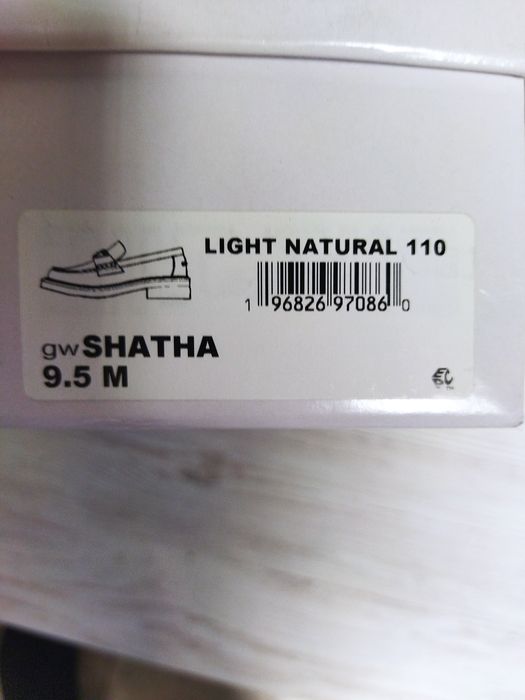 LIGHT NATURAL 110
1 96826 97086 0
gwSHATHA
9.5 M